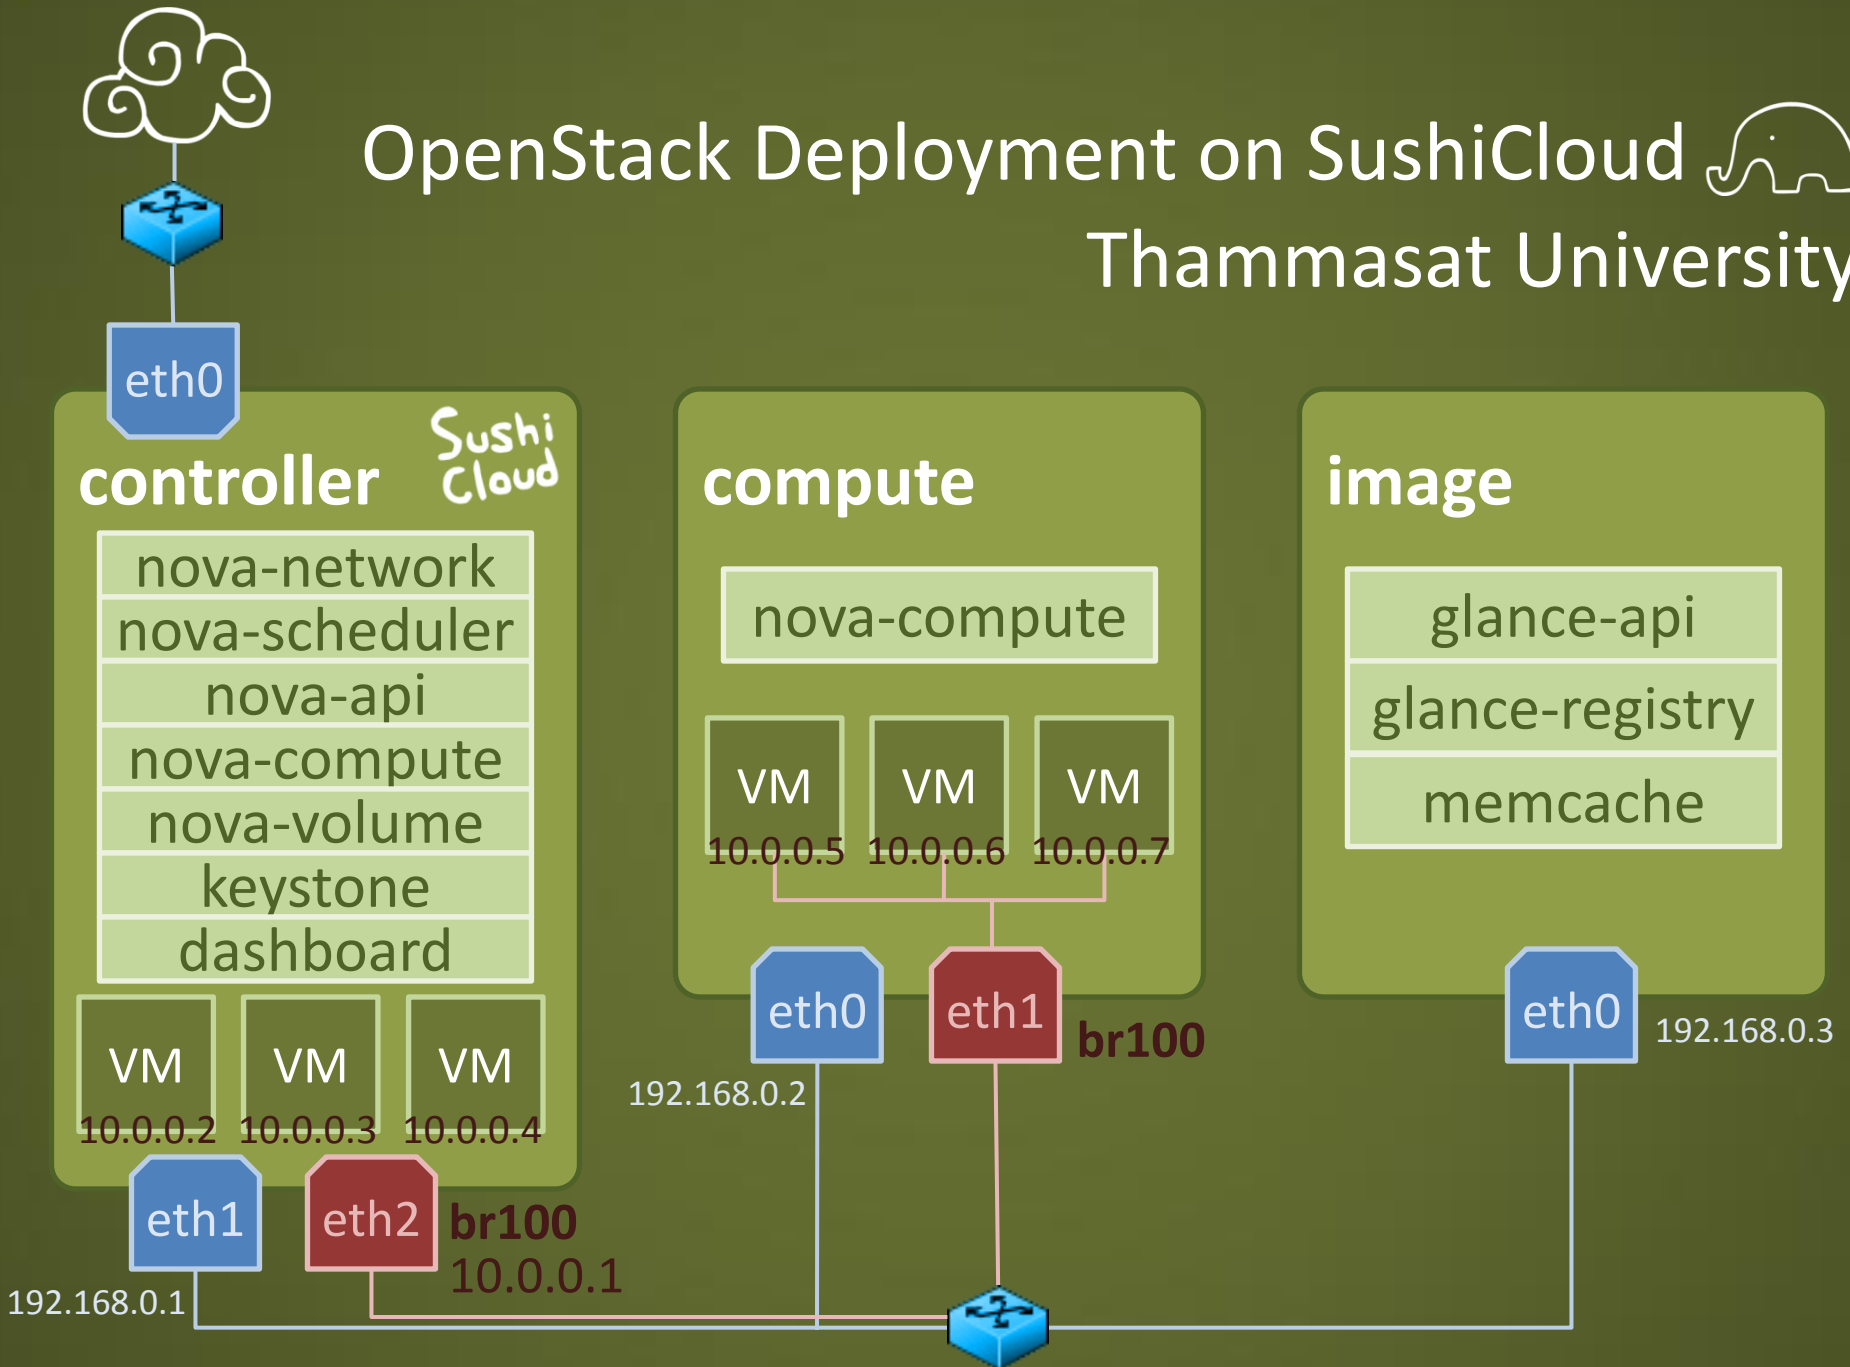 OpenStack Deployment on SushiCloud
Thammasat University
eth0
controller
Sushi
Cloud
nova-network
nova-scheduler
nova-api
nova-compute
nova-volume
keystone
dashboard
VM VM VM
10.0.0.2 10.0.0.3 10.0.0.4
eth1 eth2 br100
10.0.0.1
192.168.0.1
compute
nova-compute
VM VM VM
10.0.0.5 10.0.0.6 10.0.0.7
eth0 eth1 br100
192.168.0.2
image
glance-api
glance-registry
memcache
eth0 192.168.0.3